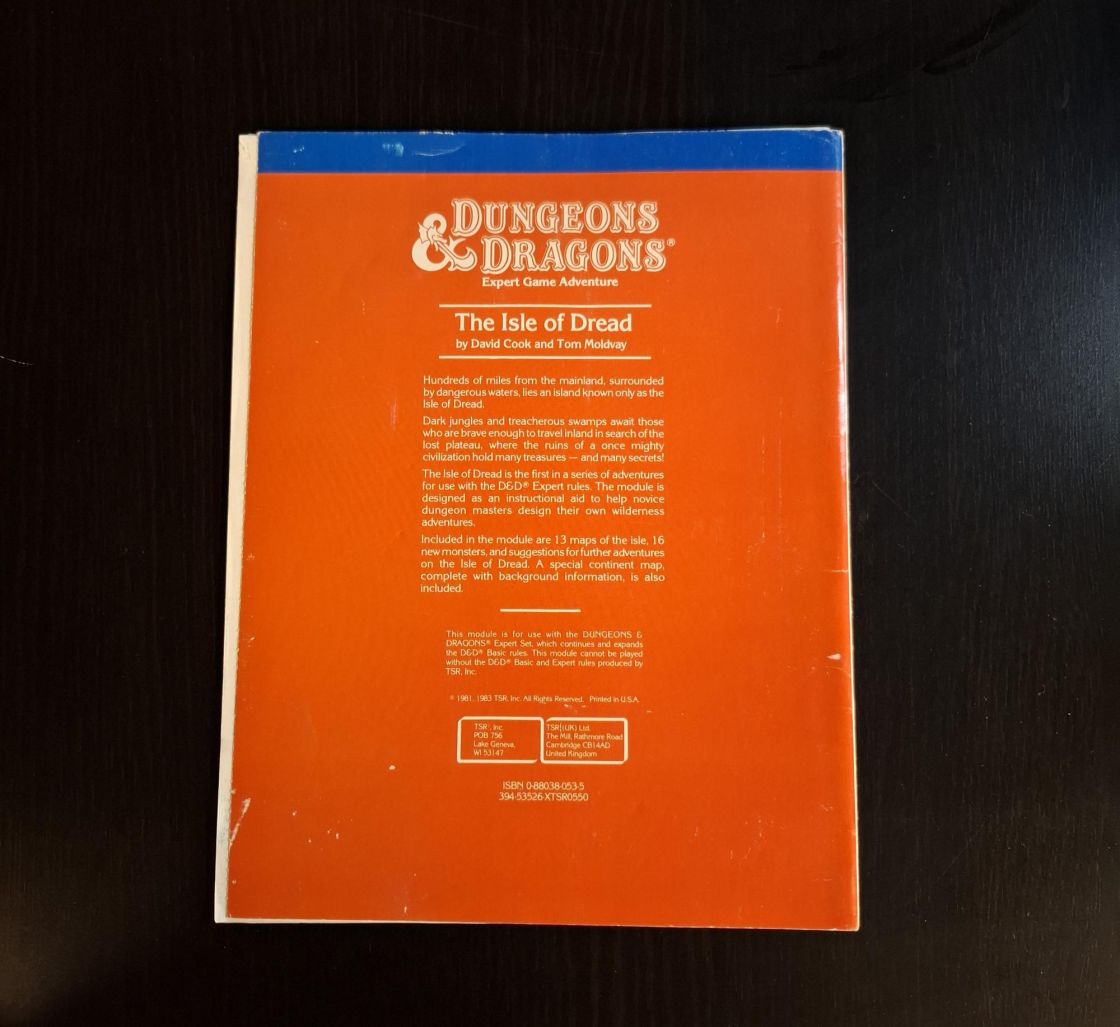 DUNGEONS
& DRAGONS®
Expert Game Adventure
The Isle of Dread
by David Cook and Tom Moldvay
Hundreds of miles from the mainland, surrounded
by dangerous waters, lies an island known only as the
Isle of Dread.
Dark jungles and treacherous swamps await those
who are brave enough to travel inland in search of the
lost plateau, where the ruins of a once mighty
civilization hold many treasures — and many secrets!
The Isle of Dread is the first in a series of adventures
for use with the D&D® Expert rules. The module is
designed as an instructional aid to help novice
dungeon masters design their own wilderness
adventures.
Included in the module are 13 maps of the isle, 16
new monsters, and suggestions for further adventures
on the Isle of Dread. A special continent map,
complete with background information, is also
included.
This module is for use with the DUNGEONS &
DRAGONS® Expert Set, which continues and expands
the D&D® Basic rules. This module cannot be played
without the D&D® Basic and Expert rules produced by
TSR, Inc.
© 1981, 1983 TSR, Inc. All Rights Reserved. Printed in U.S.A.
TSR, Inc.
POB 756
Lake Geneva,
WI 53147
TSR (UK) Ltd.
The Mill, Rathmore Road
Cambridge CB14AD
United Kingdom
ISBN 0-88038-053-5
394-53526-XTSR0550